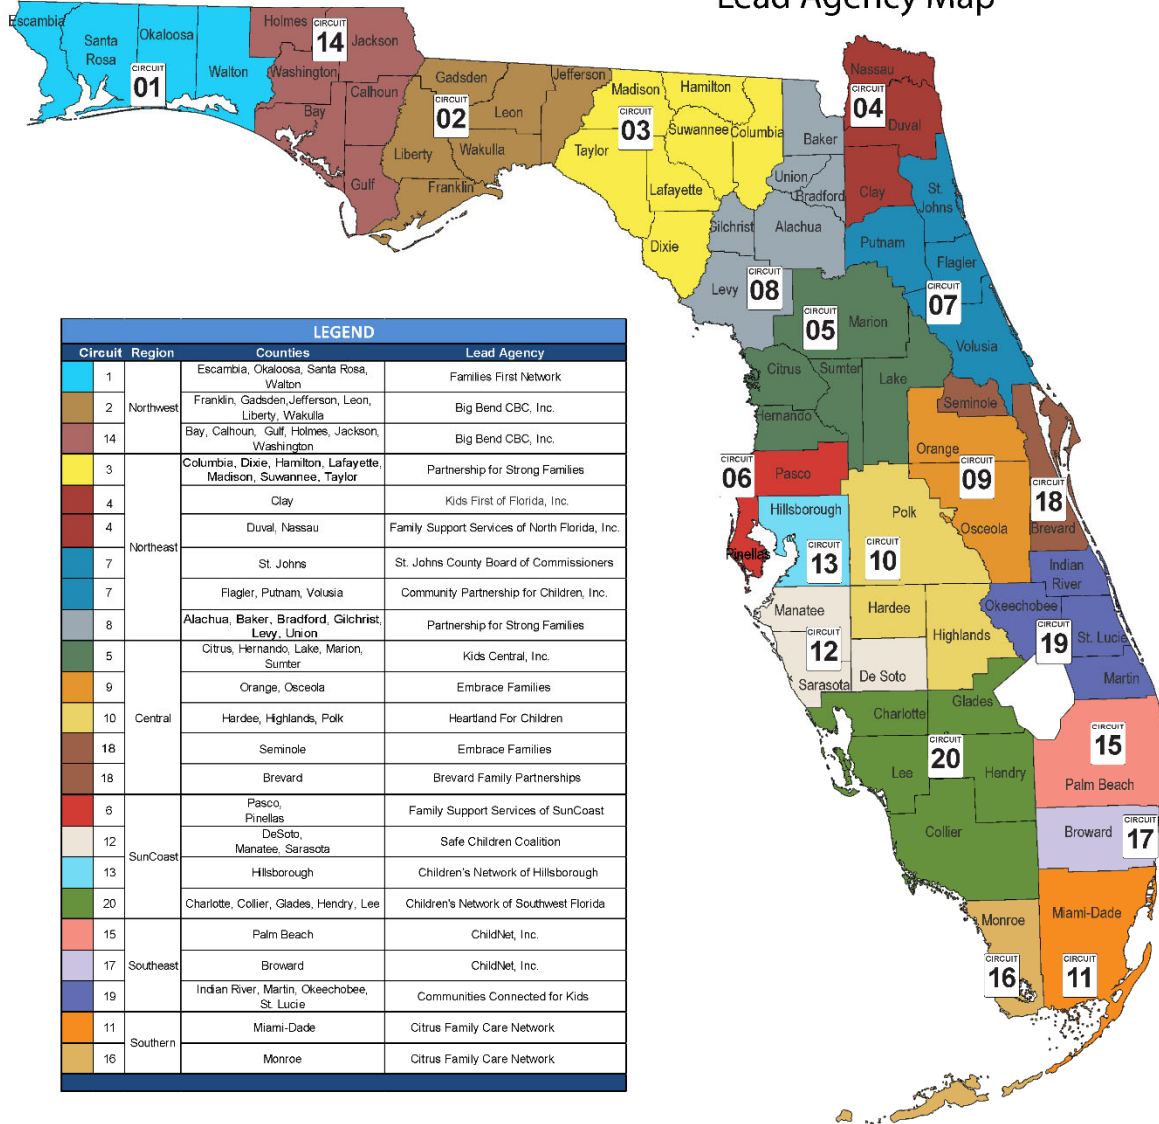 Lead Agency Map
Escambia
Santa
Rosa
Okaloosa
Walton
CIRCUIT
01
Holmes
CIRCUIT
14
Jackson
Washington
Calhoun
Bay
Gulf
Gadsden
CIRCUIT
02
Leon
Jefferson
Liberty
Wakulla
Franklin
Madison
Hamilton
CIRCUIT
03
Suwannee
Columbia
Taylor
Lafayette
Dixie
Nassau
CIRCUIT
04
Duval
Clay
Baker
Union
Bradford
Gilchrist
Alachua
Levy
CIRCUIT
08
St.
Johns
Putnam
Flagler
CIRCUIT
07
Volusia
CIRCUIT
05
Marion
Citrus
Sumter
Lake
Hernando
Seminole
Orange
CIRCUIT
09
Osceola
CIRCUIT
18
Brevard
CIRCUIT
06
Pasco
Pinellas
Hillsborough
CIRCUIT
13
Polk
CIRCUIT
10
Hardee
Highlands
Manatee
CIRCUIT
12
Sarasota
De Soto
Indian
River
Okeechobee
CIRCUIT
19
St. Lucie
Martin
Charlotte
Glades
CIRCUIT
20
Lee
Hendry
Collier
CIRCUIT
15
Palm Beach
Broward
CIRCUIT
17
Monroe
CIRCUIT
16
Miami-Dade
CIRCUIT
11
LEGEND
Circuit Region Counties Lead Agency
1 Escambia, Okaloosa, Santa Rosa,
Walton Families First Network
Northwest
2 Franklin, Gadsden,Jefferson, Leon,
Liberty, Wakulla Big Bend CBC, Inc.
14 Bay, Calhoun, Gulf, Holmes, Jackson,
Washington Big Bend CBC, Inc.
3 Columbia, Dixie, Hamilton, Lafayette,
Madison, Suwannee, Taylor Partnership for Strong Families
4 Clay Kids First of Florida, Inc.
4 Duval, Nassau Family Support Services of North Florida, Inc.
Northeast
7 St. Johns St. Johns County Board of Commissioners
7 Flagler, Putnam, Volusia Community Partnership for Children, Inc.
8 Alachua, Baker, Bradford, Gilchrist,
Levy, Union Partnership for Strong Families
5 Citrus, Hernando, Lake, Marion,
Sumter Kids Central, Inc.
9 Orange, Osceola Embrace Families
10 Central Hardee, Highlands, Polk Heartland For Children
18 Seminole Embrace Families
18 Brevard Brevard Family Partnerships
6 Pasco,
Pinellas Family Support Services of SunCoast
12 DeSoto,
Manatee, Sarasota Safe Children Coalition
SunCoast
13 Hillsborough Children's Network of Hillsborough
20 Charlotte, Collier, Glades, Hendry, Lee Children's Network of Southwest Florida
15 Palm Beach ChildNet, Inc.
17 Southeast Broward ChildNet, Inc.
19 Indian River, Martin, Okeechobee,
St. Lucie Communities Connected for Kids
11 Miami-Dade Citrus Family Care Network
Southern
16 Monroe Citrus Family Care Network